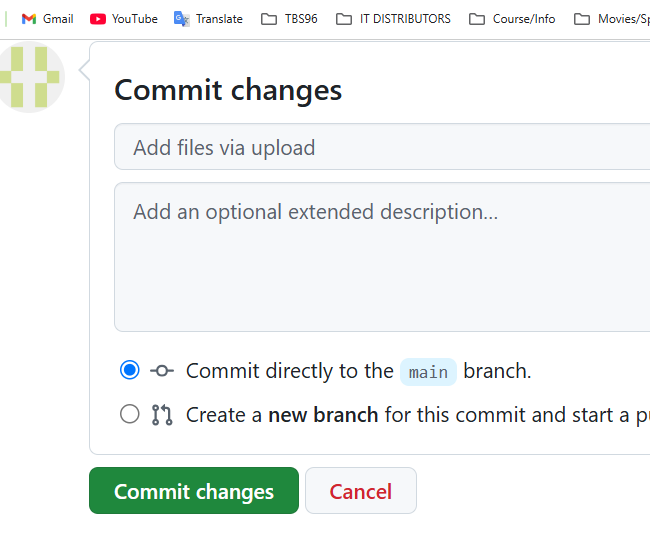 Gmail YouTube Translate TBS96 IT DISTRIBUTORS Course/Info Movies/Sp
Commit changes
Add files via upload
Add an optional extended description...
Commit directly to the main branch.
Create a new branch for this commit and start a pu
Commit changes Cancel